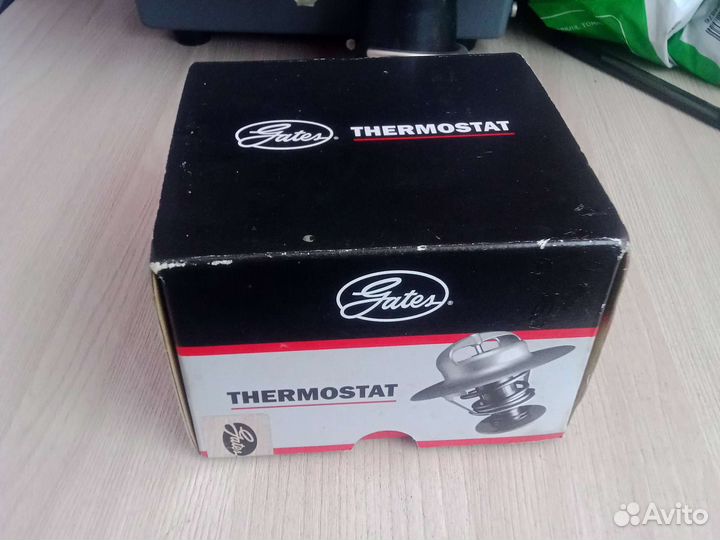 Gates® THERMOSTAT
Gates®
THERMOSTAT
Gates
Avito